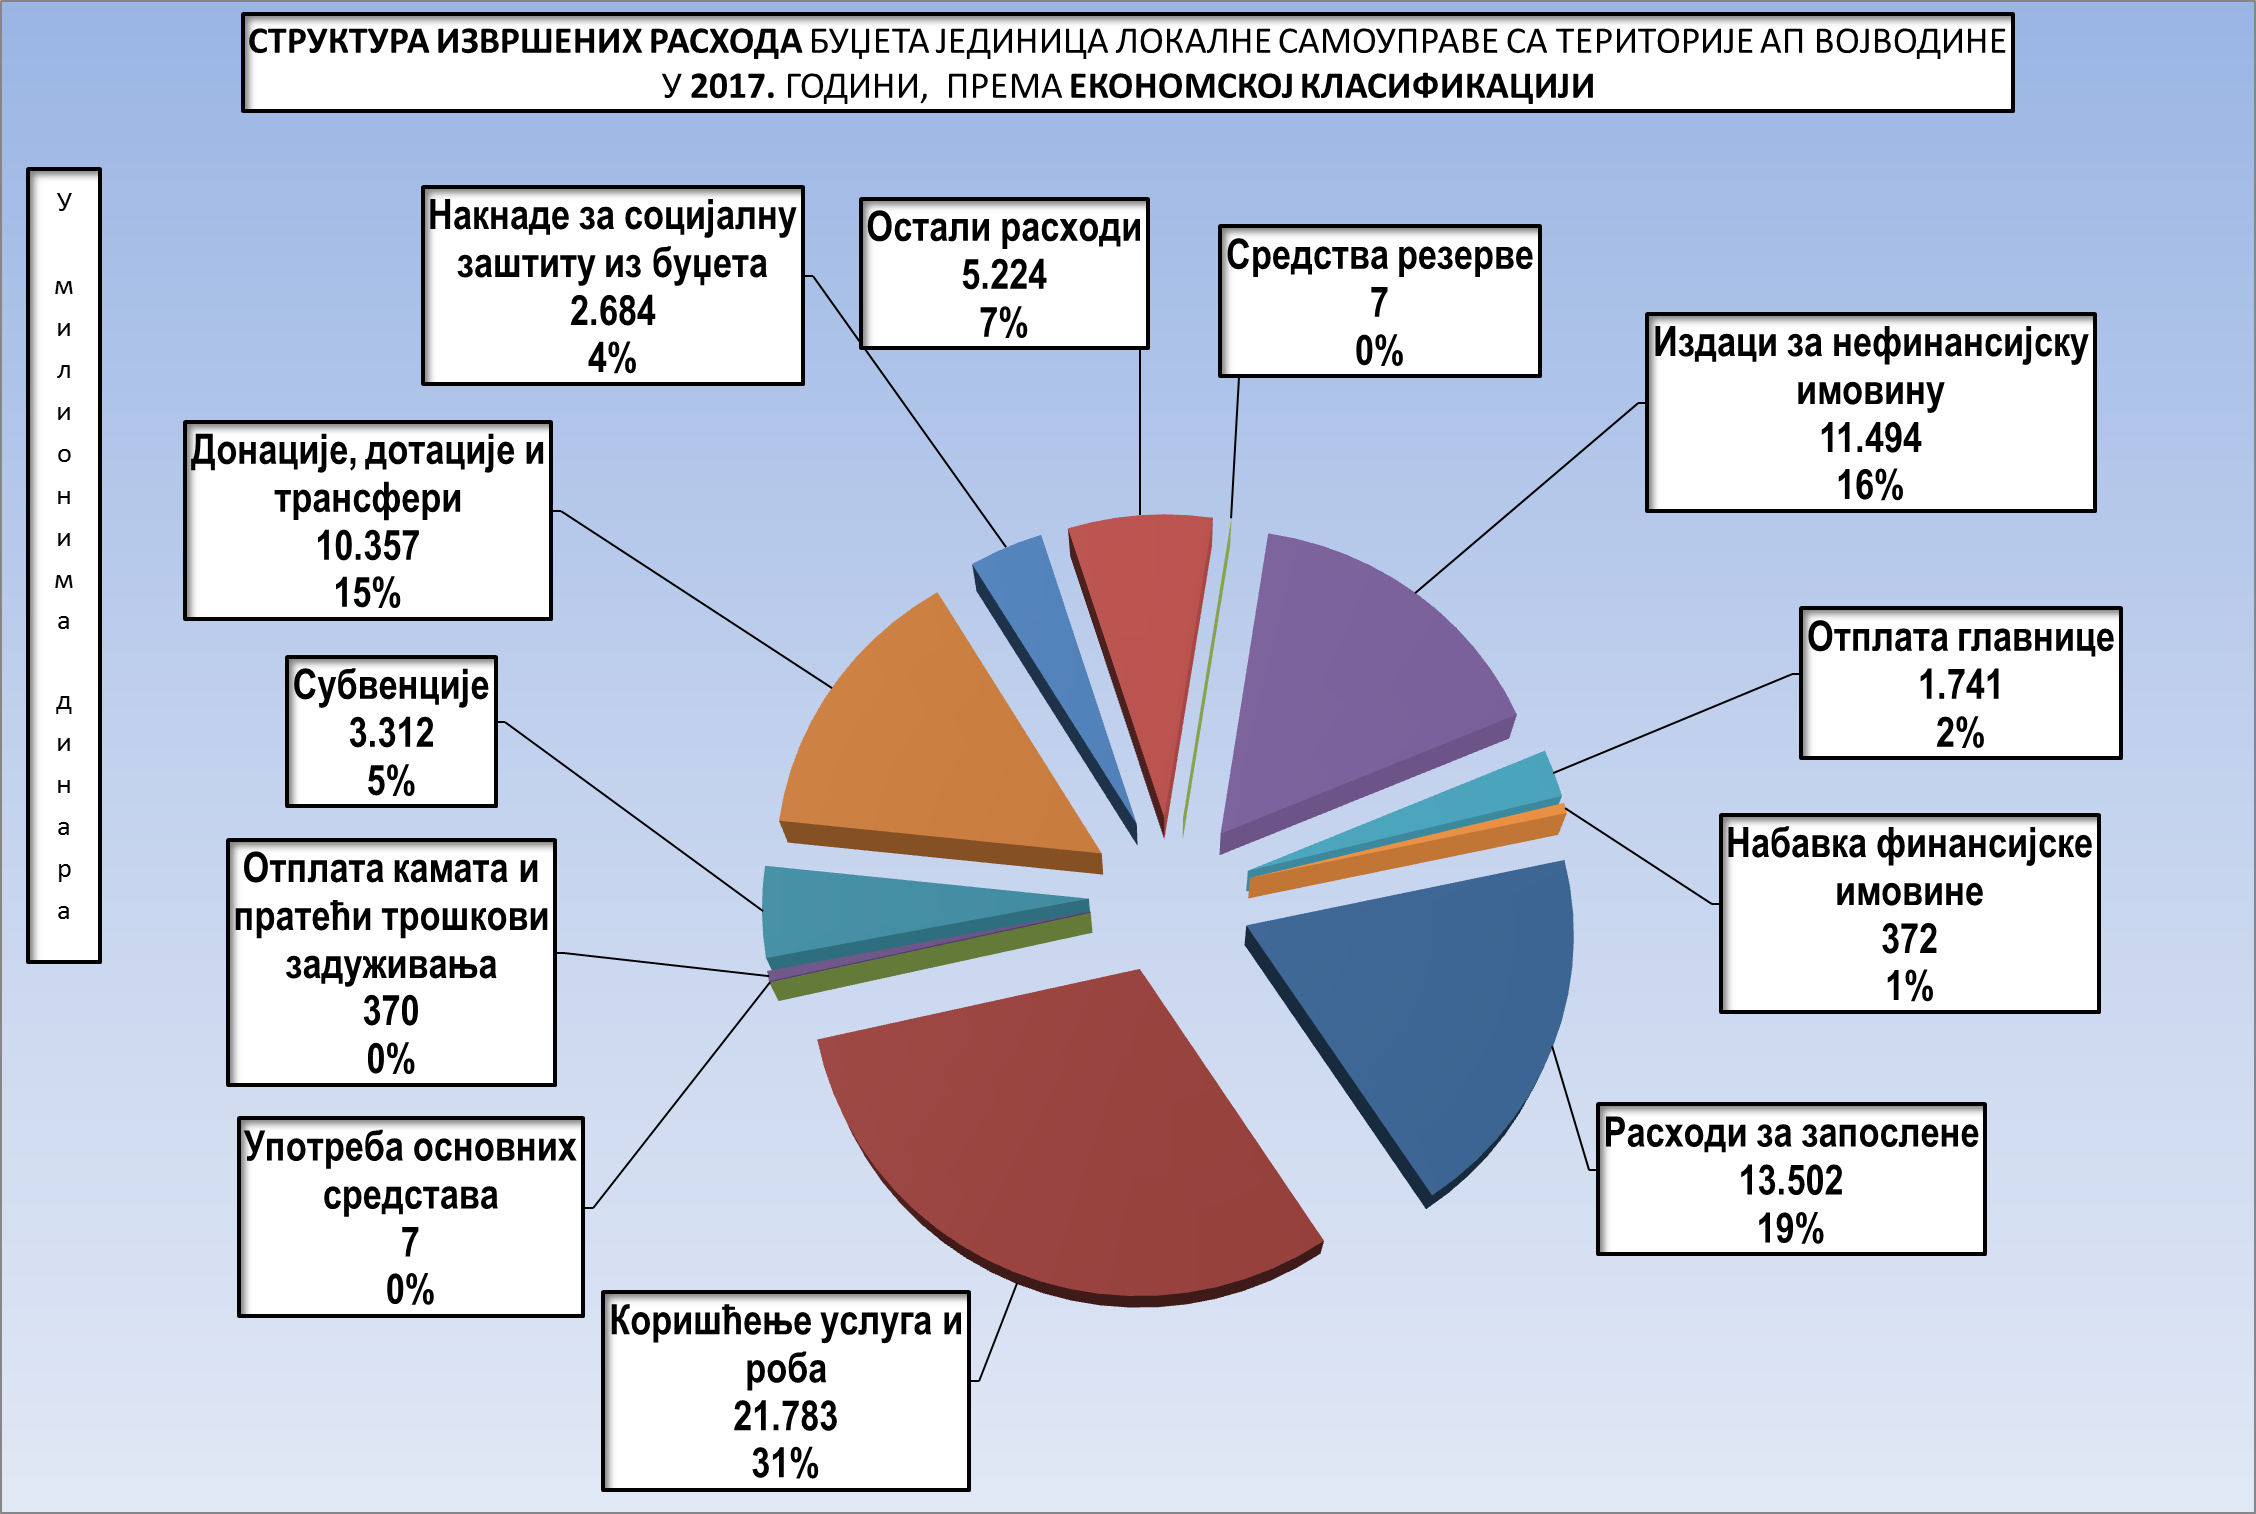 СТРУКТУРА ИЗВРШЕНИХ РАСХОДА БУЏЕТА ЈЕДИНИЦА ЛОКАЛНЕ САМОУПРАВЕ СА ТЕРИТОРИЈЕ АП ВОЈВОДИНЕ
У 2017. ГОДИНИ, ПРЕМА ЕКОНОМСКОЈ КЛАСИФИКАЦИЈИ
У милионима динара
Накнаде за социјалну
заштиту из буџета
2.684
4%
Остали расходи
5.224
7%
Средства резерве
7
0%
Издаци за нефинансијску
имовину
11.494
16%
Донације, дотације и
трансфери
10.357
15%
Отплата главнице
1.741
2%
Субвенције
3.312
5%
Набавка финансијске
имовине
372
1%
Отплата камата и
пратећи трошкови
задуживања
370
0%
Расходи за запослене
13.502
19%
Употреба основних
средстава
7
0%
Коришћење услуга и
роба
21.783
31%